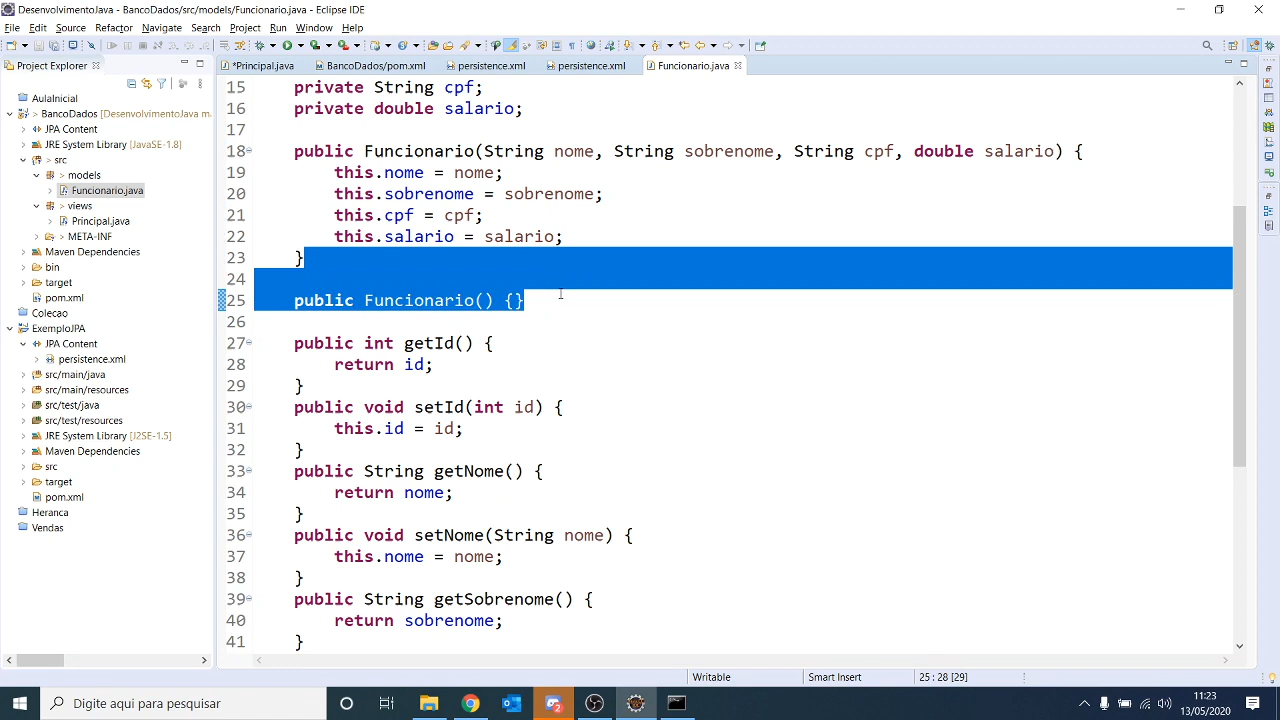 DesenvolvimentoJava - BancoDados/src/models/Funcionario.java - Eclipse IDE
File Edit Source Refactor Navigate Search Project Run Window Help
Project Explorer
*Principal.java BancoDados/pom.xml persistence.xml persistence.xml Funcionario.java
AulaInicial
> BancoDados [DesenvolvimentoJava m
JPA Content
JRE System Library [JavaSE-1.8]
> src
> models
Funcionario.java
> views
Principal.java
> META-INF
Maven Dependencies
bin
> target
pom.xml
Colecao
ExemploJPA
JPA Content
persistence.xml
src/main/java
src/main/resources
src/test/java
src/test/resources
JRE System Library [J2SE-1.5]
Maven Dependencies
src
target
pom.xml
Heranca
Vendas
15 private String cpf;
16 private double salario;
17
18 public Funcionario(String nome, String sobrenome, String cpf, double salario) {
19 this.nome = nome;
20 this.sobrenome = sobrenome;
21 this.cpf = cpf;
22 this.salario = salario;
23 }
24
25 public Funcionario() {}
26
27 public int getId() {
28 return id;
29 }
30 public void setId(int id) {
31 this.id = id;
32 }
33 public String getNome() {
34 return nome;
35 }
36 public void setNome(String nome) {
37 this.nome = nome;
38 }
39 public String getSobrenome() {
40 return sobrenome;
41 }
Writable Smart Insert 25 : 28 [29]
Digite aqui para pesquisar
11:23
13/05/2020